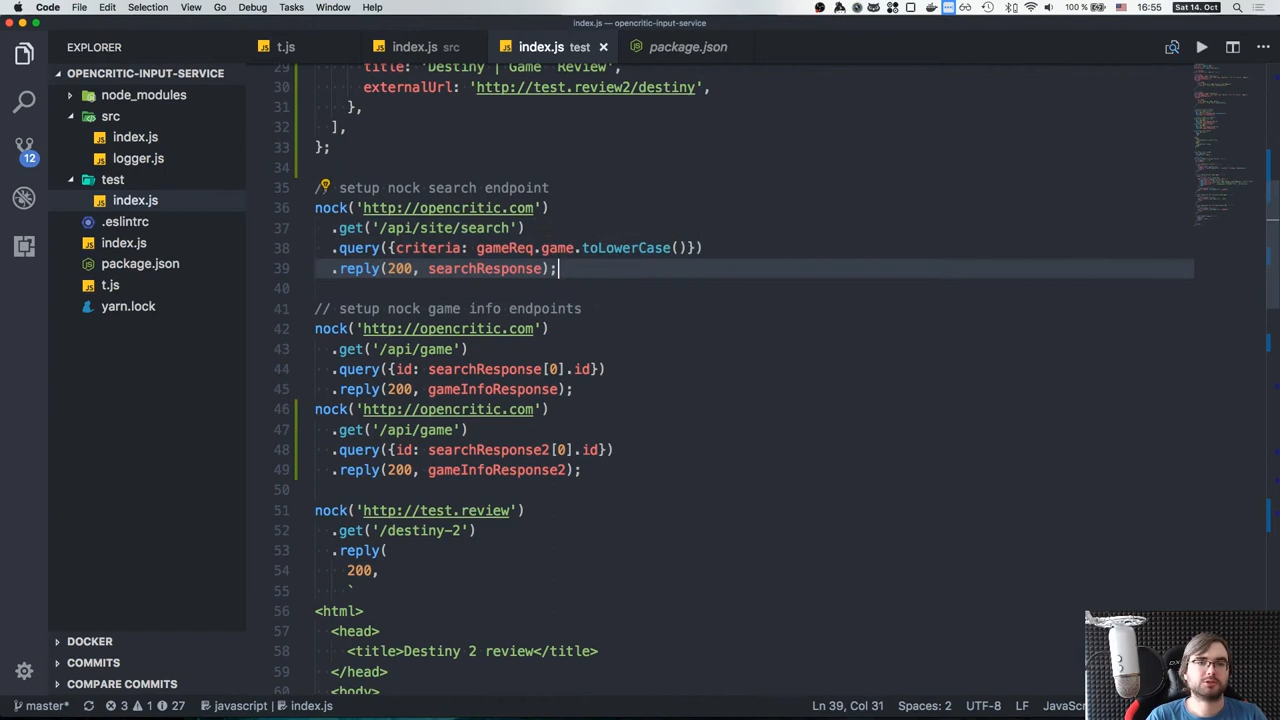 Code File Edit Selection View Go Debug Tasks Window Help 100 % 16:55 Sat 14. Oct
index.js — opencritic-input-service
EXPLORER
t.js
index.js src
index.js test
package.json
OPENCRITIC-INPUT-SERVICE
node_modules
src
index.js
logger.js
test
index.js
.eslintrc
index.js
package.json
t.js
yarn.lock
DOCKER
COMMITS
COMPARE COMMITS
12
29 title: 'Destiny | Game Review',
30 externalUrl: 'http://test.review2/destiny',
31 },
32 ],
33 };
34
35 // setup nock search endpoint
36 nock('http://opencritic.com')
37 .get('/api/site/search')
38 .query({criteria: gameReq.game.toLowerCase()})
39 .reply(200, searchResponse);
40
41 // setup nock game info endpoints
42 nock('http://opencritic.com')
43 .get('/api/game')
44 .query({id: searchResponse[0].id})
45 .reply(200, gameInfoResponse);
46 nock('http://opencritic.com')
47 .get('/api/game')
48 .query({id: searchResponse2[0].id})
49 .reply(200, gameInfoResponse2);
50
51 nock('http://test.review')
52 .get('/destiny-2')
53 .reply(
54 200,
55 `
56 <html>
57 <head>
58 <title>Destiny 2 review</title>
59 </head>
60 <body>
master* 3 1 27 javascript | index.js Ln 39, Col 31 Spaces: 2 UTF-8 LF